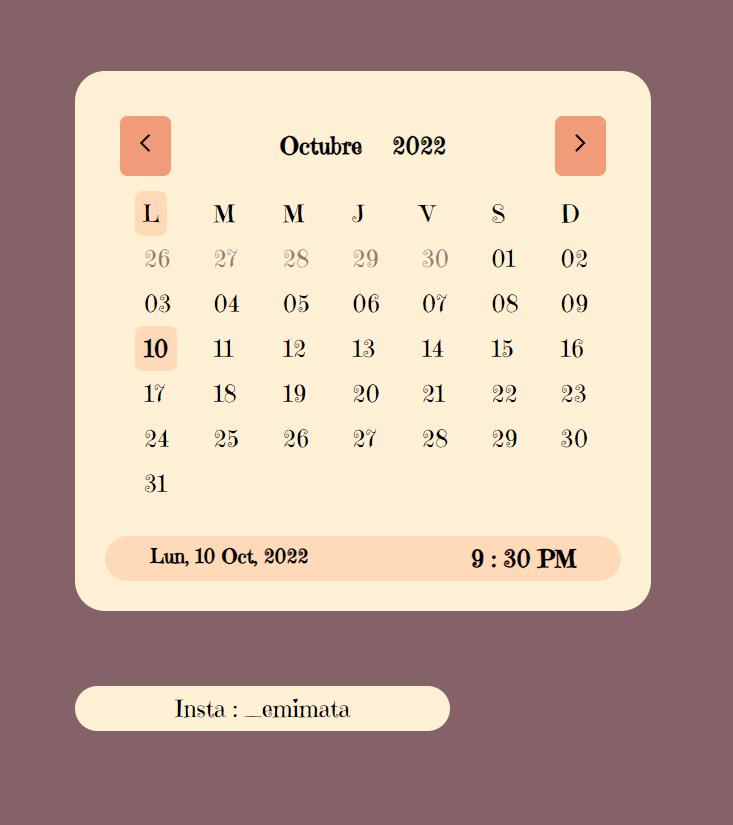 Octubre 2022
L M M J V S D
26 27 28 29 30 01 02
03 04 05 06 07 08 09
10 11 12 13 14 15 16
17 18 19 20 21 22 23
24 25 26 27 28 29 30
31
Lun, 10 Oct, 2022 9 : 30 PM
Insta : _emimata